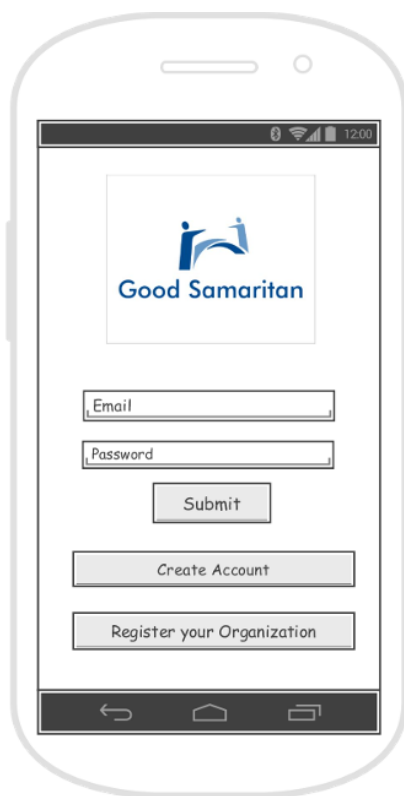 12:00
Good Samaritan
Email
Password
Submit
Create Account
Register your Organization